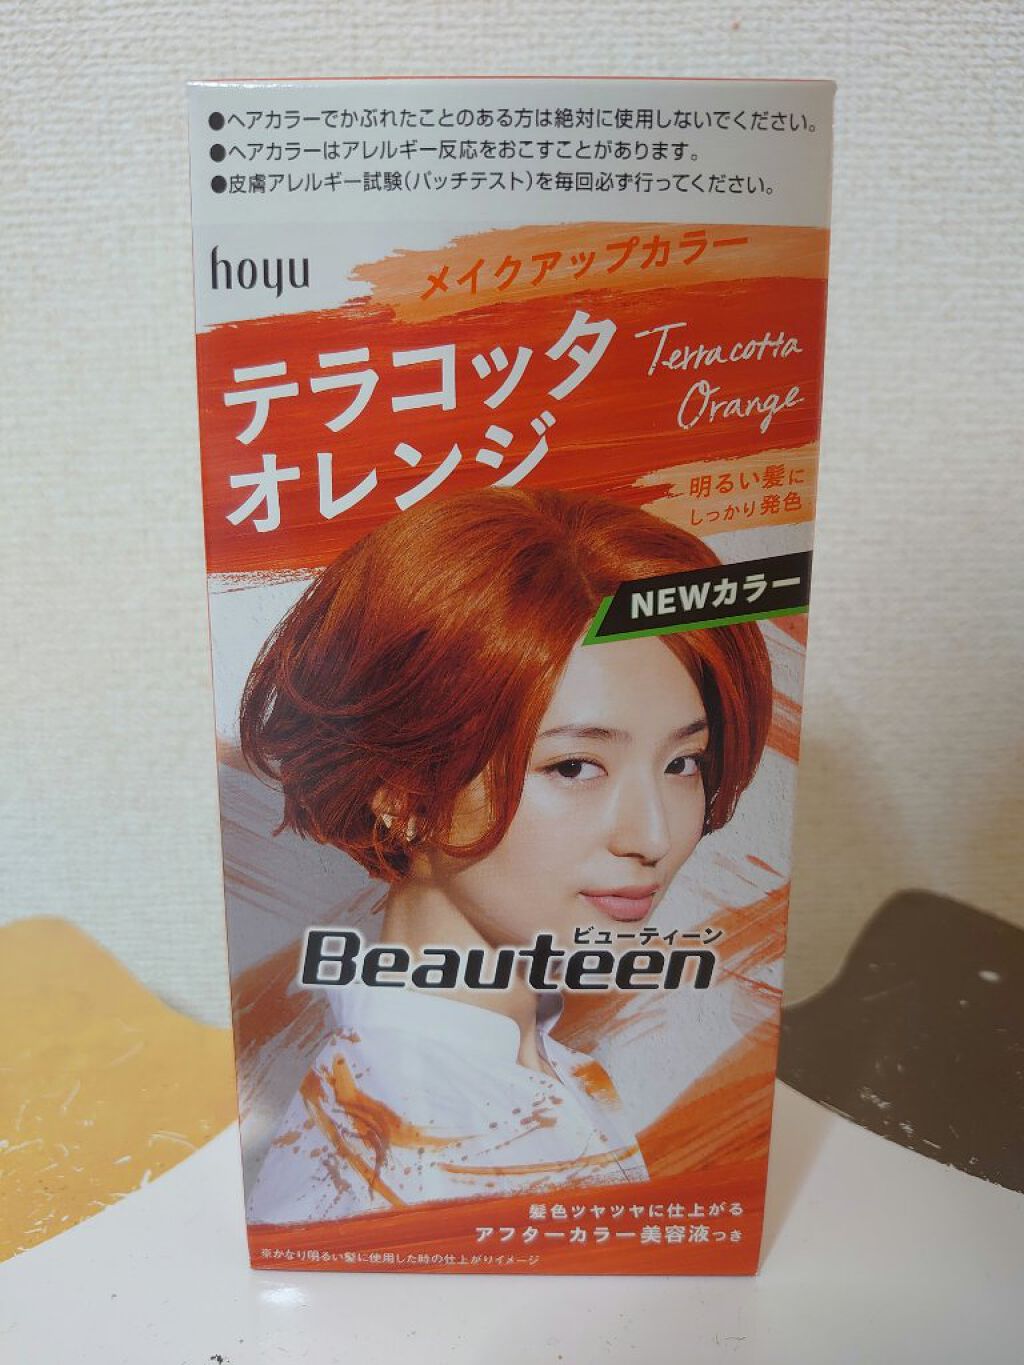 ●ヘアカラーでかぶれたことのある方は絶対に使用しないでください。
●ヘアカラーはアレルギー反応をおこすことがあります。
●皮膚アレルギー試験(パッチテスト)を毎回必ず行ってください。
hoyu
メイクアップカラー
テラコッタ
オレンジ
Terracotta
Orange
明るい髪に
しっかり発色
NEWカラー
ビューティーン
Beauteen
髪色ツヤツヤに仕上がる
アフターカラー美容液つき
※かなり明るい髪に使用した時の仕上がりイメージ